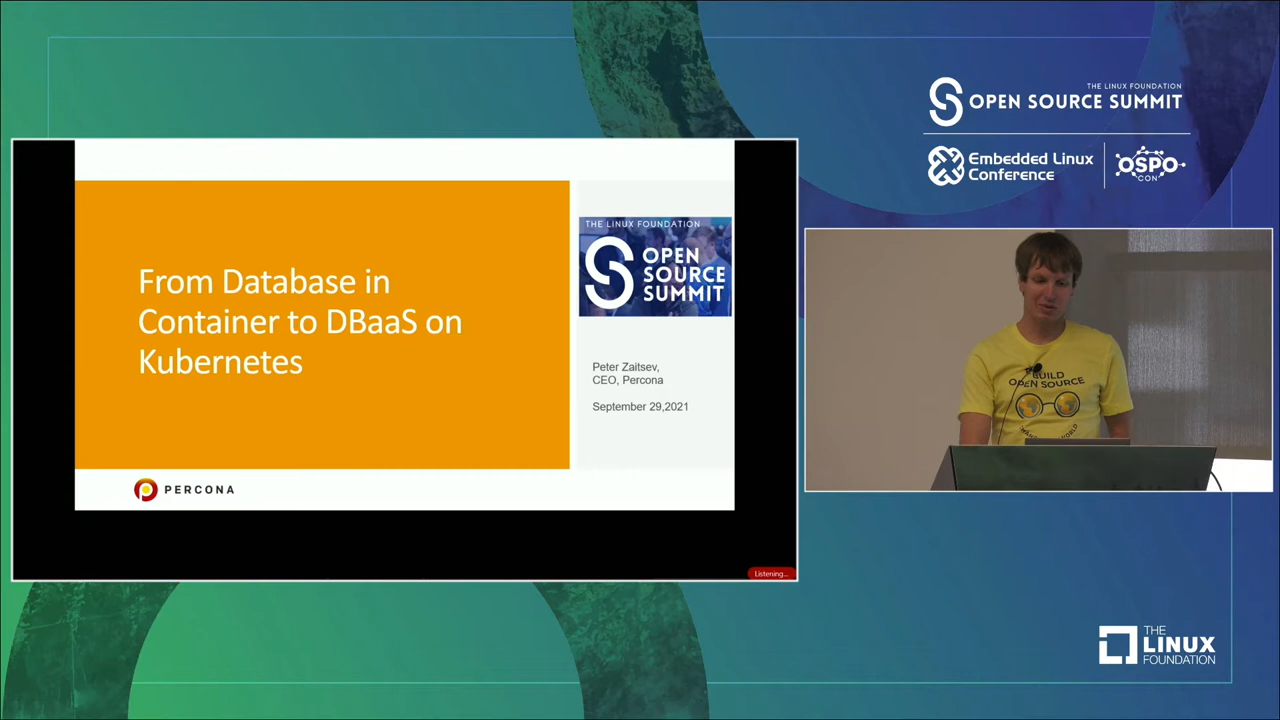 THE LINUX FOUNDATION
OPEN SOURCE SUMMIT
Embedded Linux
Conference
OSPO
CON
From Database in
Container to DBaaS on
Kubernetes
THE LINUX FOUNDATION
OPEN
SOURCE
SUMMIT
Peter Zaitsev,
CEO, Percona
September 29,2021
PERCONA
Listening...
BUILD
OPEN SOURCE
THE
LINUX
FOUNDATION